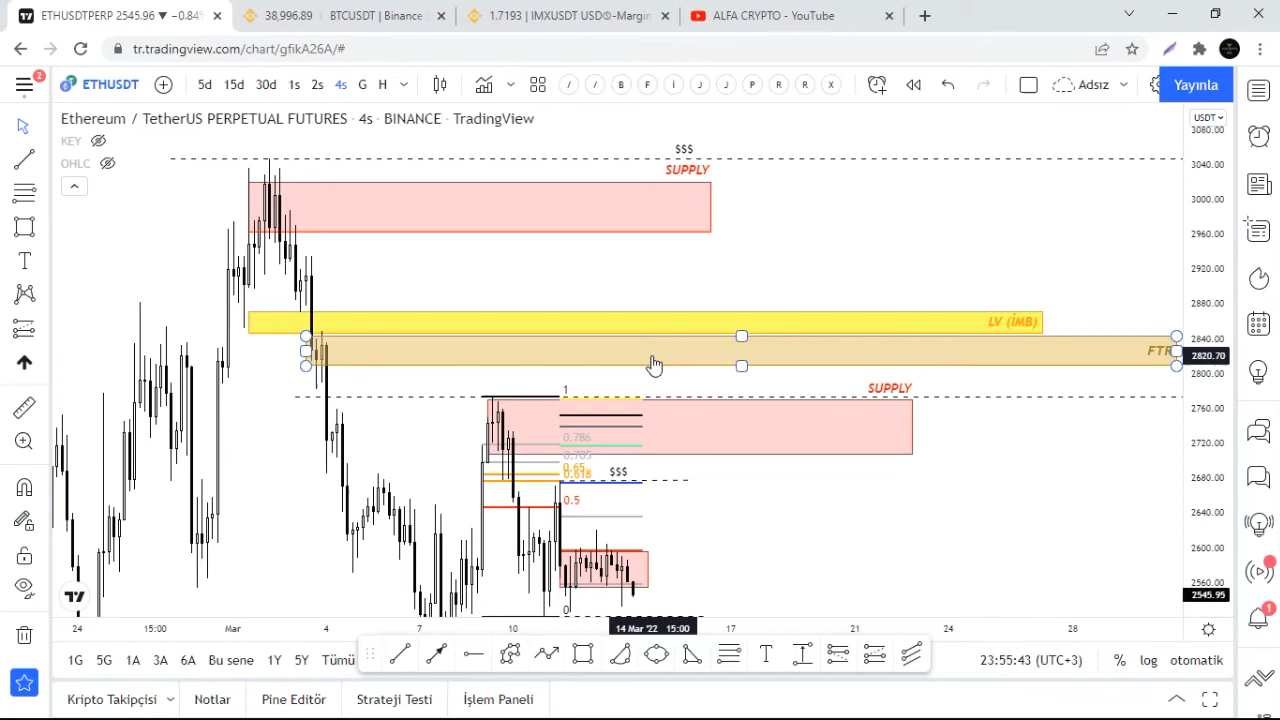 ETHUSDTPERP 2545.96 ▼ −0.84%
38,996.89 BTCUSDT | Binance
1.7193 | IMXUSDT USDⓈ-Margin
ALFA CRYPTO - YouTube
tr.tradingview.com/chart/gfikA26A/#
2
ETHUSDT
5d 15d 30d 1s 2s 4s G H
B F İ J J P R R X
Adsız
Yayınla
Ethereum / TetherUS PERPETUAL FUTURES · 4s · BINANCE · TradingView
USDT
KEY
OHLC
3080.00
3040.00
3000.00
2960.00
2920.00
2880.00
2840.00
2820.70
2800.00
2760.00
2720.00
2680.00
2640.00
2600.00
2560.00
2545.95
$$$
SUPPLY
LV (İMB)
FTR
SUPPLY
1
0.786
0.705
0.65
0.618
$$$
0.5
0
24 15:00 Mar 4 7 10 14 Mar '22 15:00 17 21 24 28
1G 5G 1A 3A 6A Bu sene 1Y 5Y Tümü
T
23:55:43 (UTC+3) % log otomatik
Kripto Takipçisi Notlar Pine Editör Strateji Testi İşlem Paneli
1